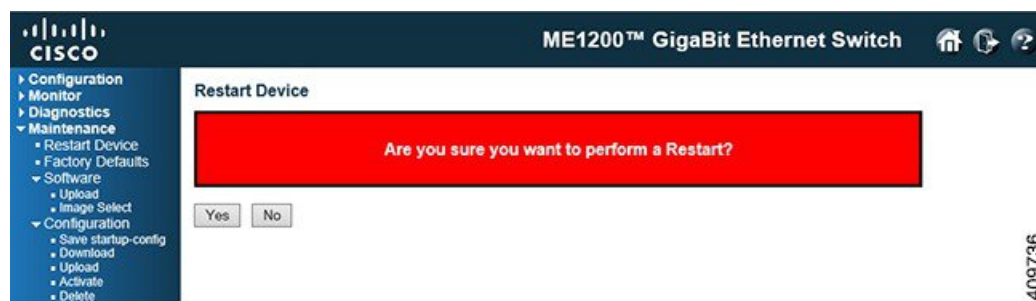 CISCO
ME1200™ GigaBit Ethernet Switch
Configuration
Monitor
Diagnostics
Maintenance
Restart Device
Factory Defaults
Software
Upload
Image Select
Configuration
Save startup-config
Download
Upload
Activate
Delete
Restart Device
Are you sure you want to perform a Restart?
Yes No
409736